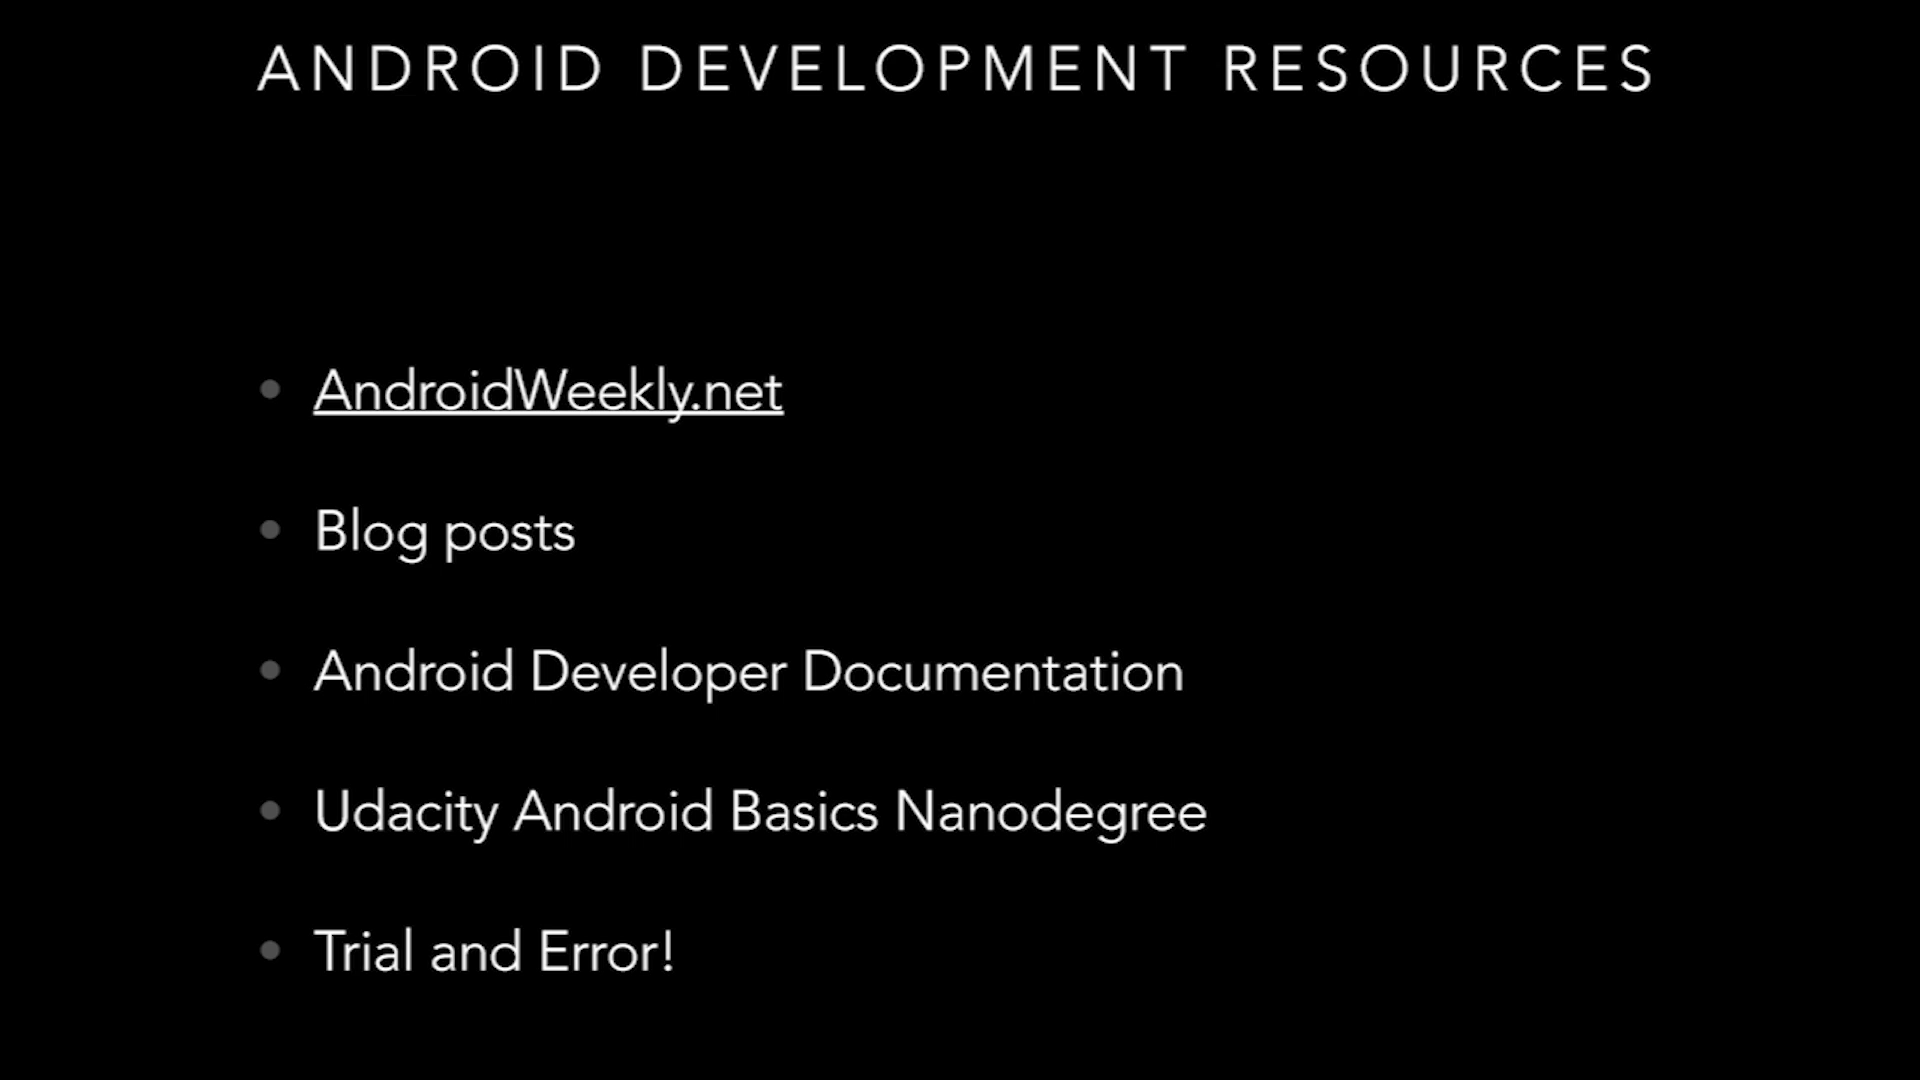 ANDROID DEVELOPMENT RESOURCES
AndroidWeekly.net
Blog posts
Android Developer Documentation
Udacity Android Basics Nanodegree
Trial and Error!